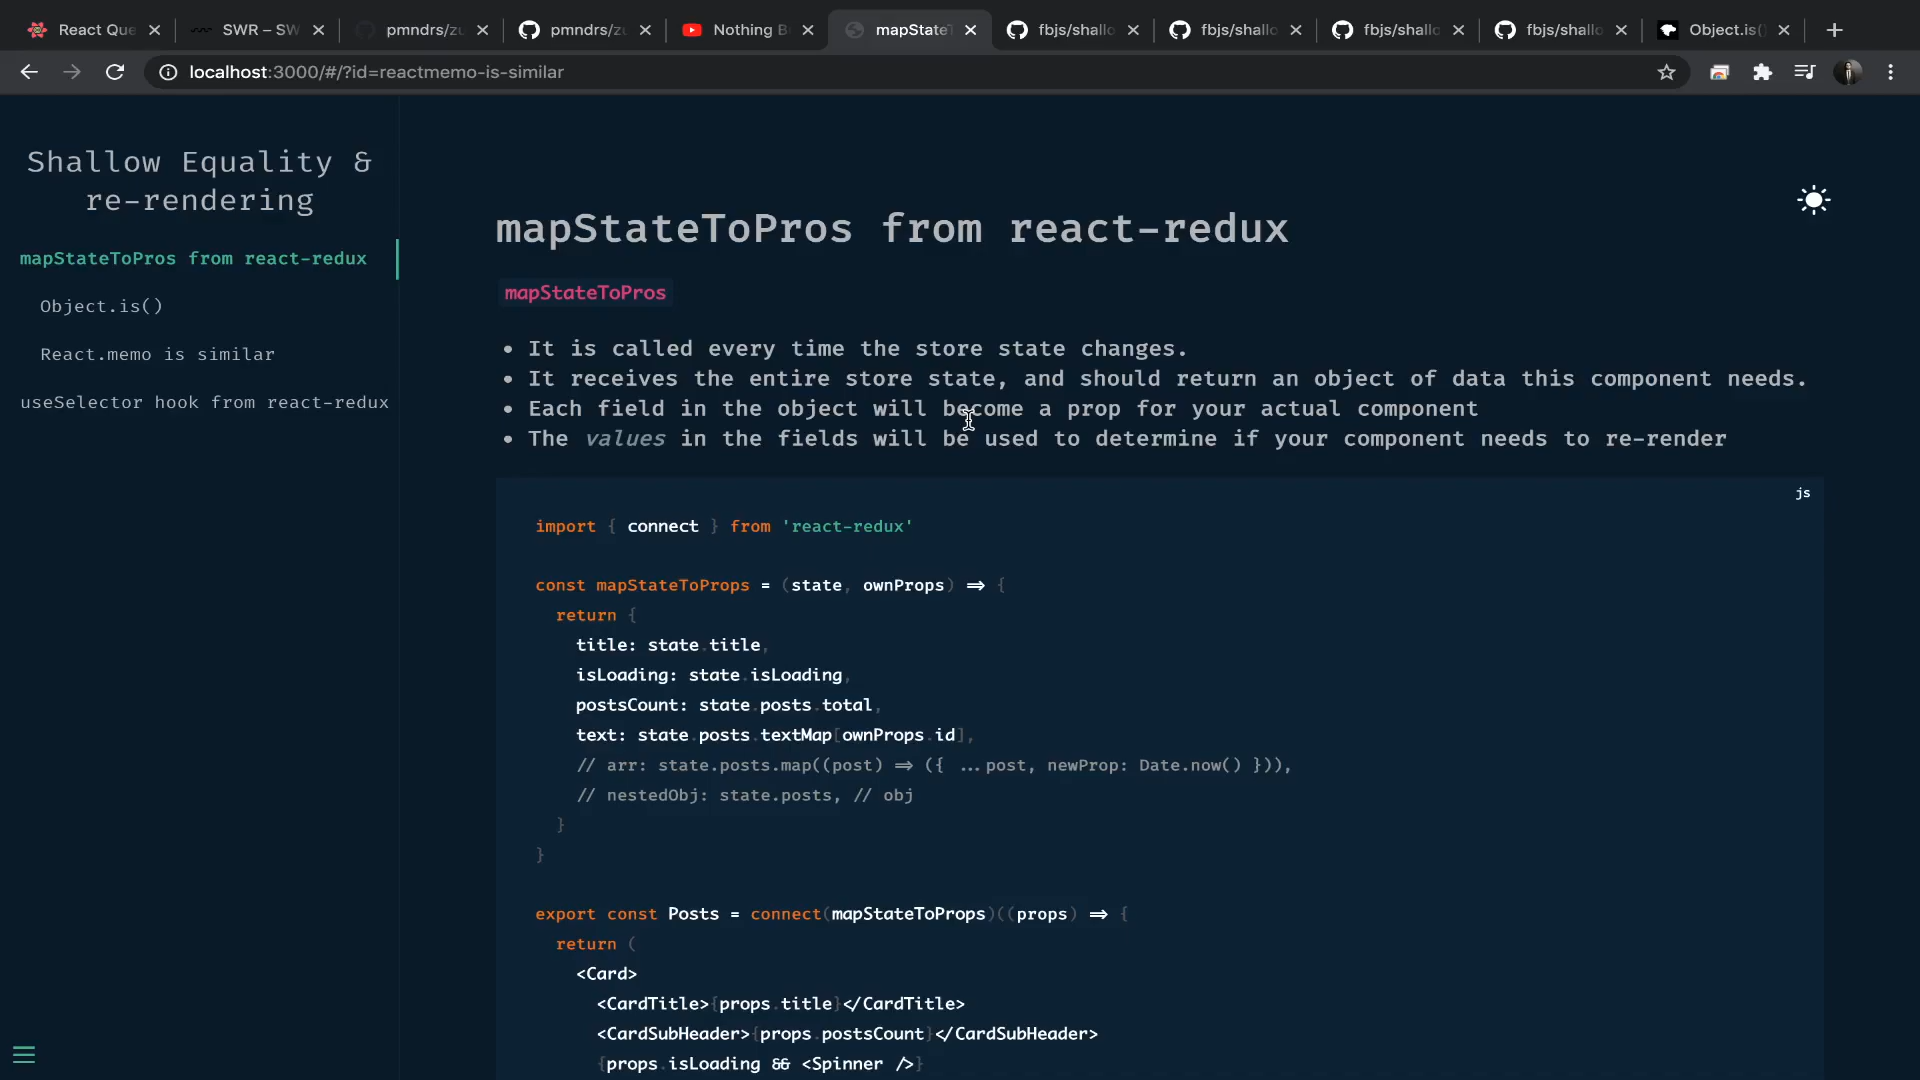 React Que
SWR – SW
pmndrs/zu
pmndrs/zu
Nothing B
mapStateT
fbjs/shallo
fbjs/shallo
fbjs/shallo
fbjs/shallo
Object.is()
localhost:3000/#/?id=reactmemo-is-similar
Shallow Equality &
re-rendering
mapStateToPros from react-redux
Object.is()
React.memo is similar
useSelector hook from react-redux
mapStateToPros from react-redux
mapStateToPros
• It is called every time the store state changes.
• It receives the entire store state, and should return an object of data this component needs.
• Each field in the object will become a prop for your actual component
• The values in the fields will be used to determine if your component needs to re-render
js
import { connect } from 'react-redux'
const mapStateToProps = (state, ownProps) => {
return {
title: state.title,
isLoading: state.isLoading,
postsCount: state.posts.total,
text: state.posts.textMap[ownProps.id],
// arr: state.posts.map((post) => ({ ...post, newProp: Date.now() })),
// nestedObj: state.posts, // obj
}
}
export const Posts = connect(mapStateToProps)((props) => {
return (
<Card>
<CardTitle>{props.title}</CardTitle>
<CardSubHeader>{props.postsCount}</CardSubHeader>
{props.isLoading && <Spinner />}